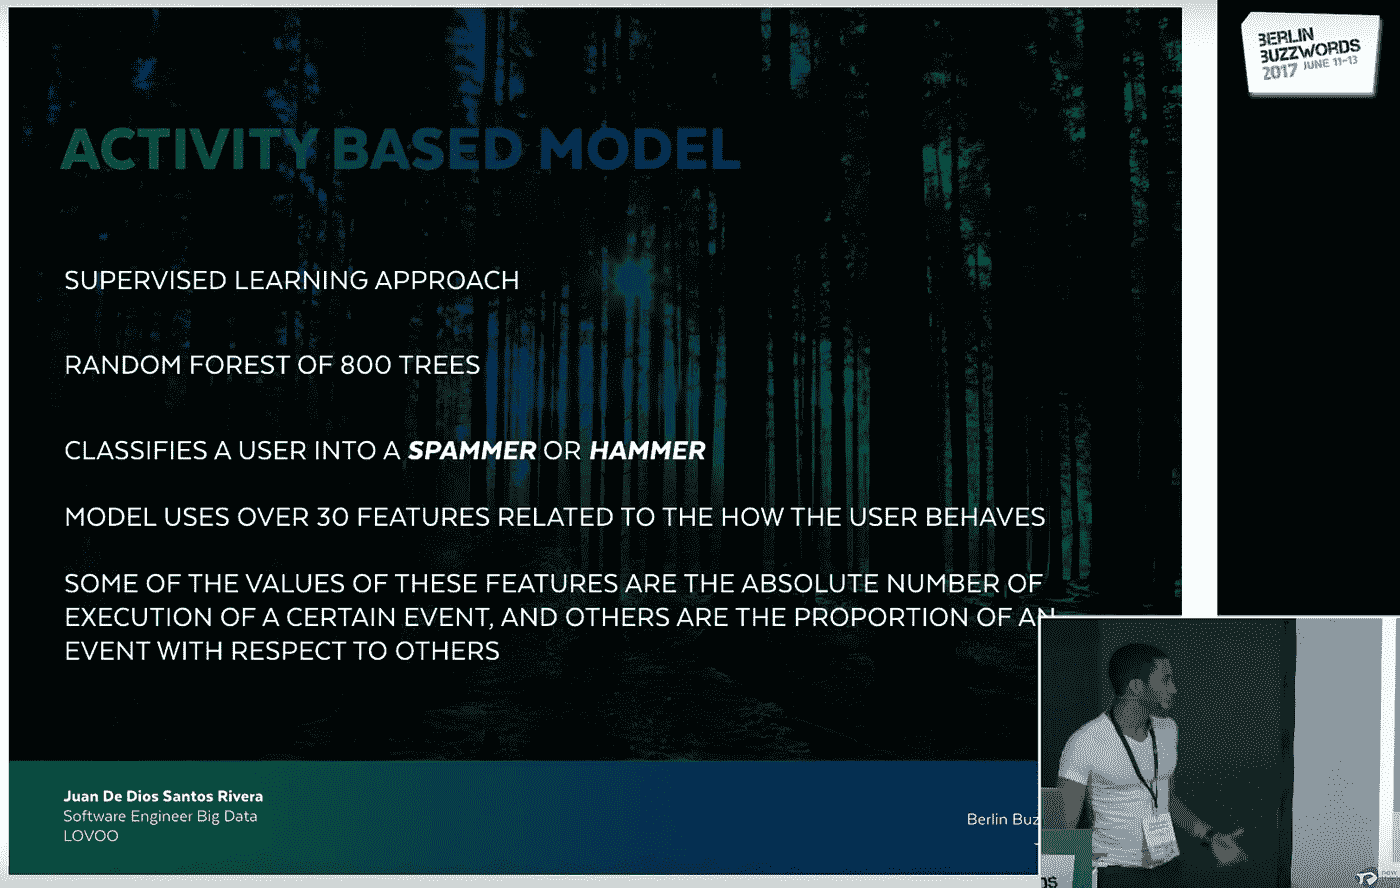 BERLIN
BUZZWORDS
2017 JUNE 11-13
ACTIVITY BASED MODEL
SUPERVISED LEARNING APPROACH
RANDOM FOREST OF 800 TREES
CLASSIFIES A USER INTO A SPAMMER OR HAMMER
MODEL USES OVER 30 FEATURES RELATED TO THE HOW THE USER BEHAVES
SOME OF THE VALUES OF THESE FEATURES ARE THE ABSOLUTE NUMBER OF
EXECUTION OF A CERTAIN EVENT, AND OTHERS ARE THE PROPORTION OF AN
EVENT WITH RESPECT TO OTHERS
Juan De Dios Santos Rivera
Software Engineer Big Data
LOVOO
Berlin Buz